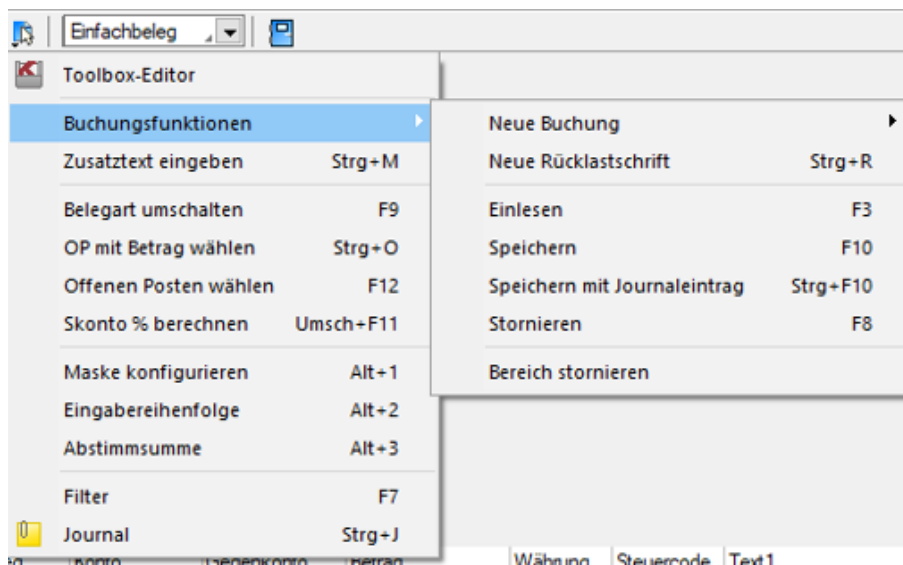 Einfachbeleg
Toolbox-Editor
Buchungsfunktionen
Zusatztext eingeben Strg+M
Belegart umschalten F9
OP mit Betrag wählen Strg+O
Offenen Posten wählen F12
Skonto % berechnen Umsch+F11
Maske konfigurieren Alt+1
Eingabereihenfolge Alt+2
Abstimmsumme Alt+3
Filter F7
Journal Strg+J
Neue Buchung
Neue Rücklastschrift Strg+R
Einlesen F3
Speichern F10
Speichern mit Journaleintrag Strg+F10
Stornieren F8
Bereich stornieren
Konto Gegenkonto Betrag Währung Steuercode Text1